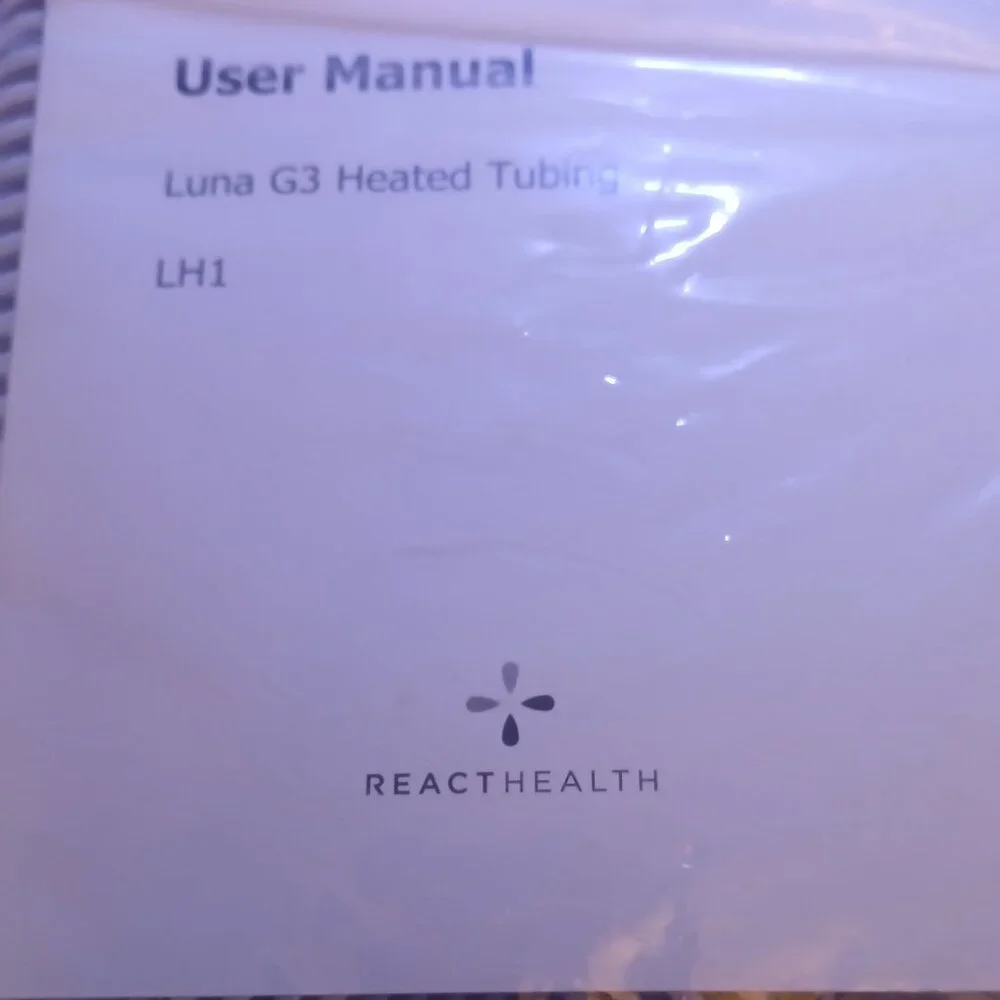 User Manual
Luna G3 Heated Tubing
LH1
REACTHEALTH